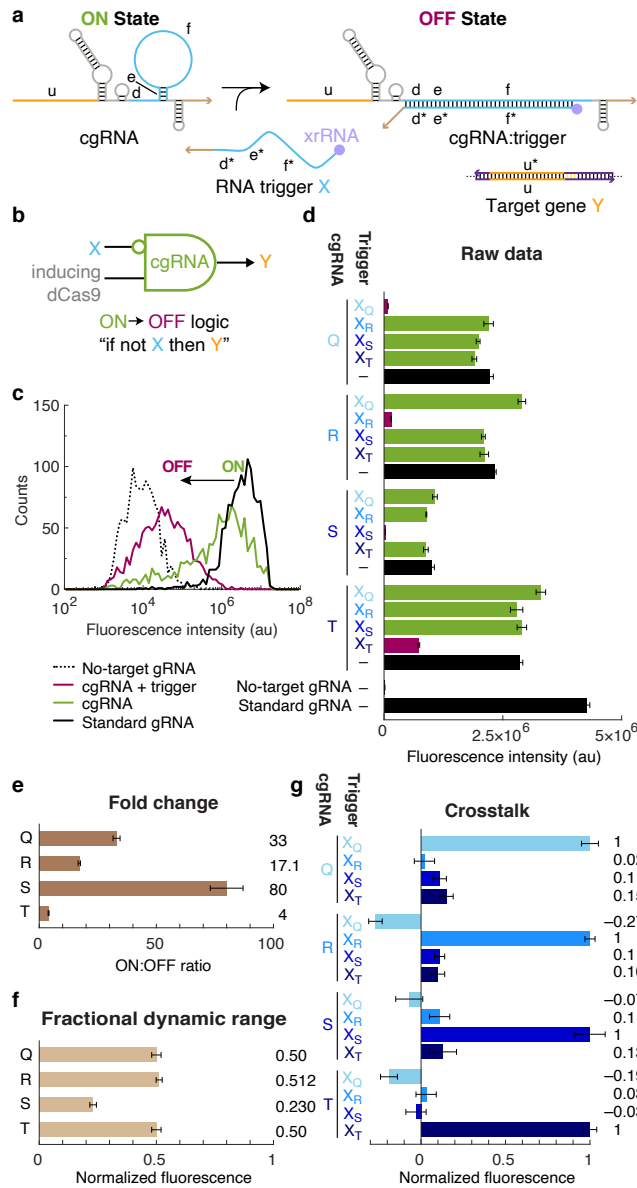 a
ON State
OFF State
f
e
u
d
cgRNA
xrRNA
d*
e*
f*
RNA trigger X
u
d
e
f
d*
e*
f*
cgRNA:trigger
u*
u
Target gene Y
b
X
inducing
dCas9
cgRNA
Y
ON → OFF logic
“if not X then Y”
c
150
100
50
0
Counts
OFF
ON
10² 10⁴ 10⁶ 10⁸
Fluorescence intensity (au)
No-target gRNA
cgRNA + trigger
cgRNA
Standard gRNA
d
cgRNA
Trigger
Raw data
Q
X_Q
X_R
X_S
X_T
–
R
X_Q
X_R
X_S
X_T
–
S
X_Q
X_R
X_S
X_T
–
T
X_Q
X_R
X_S
X_T
–
No-target gRNA –
Standard gRNA –
0 2.5×10⁶ 5×10⁶
Fluorescence intensity (au)
e
Fold change
Q 33
R 17.1
S 80
T 4
0 50 100
ON:OFF ratio
f
Fractional dynamic range
Q 0.50
R 0.512
S 0.230
T 0.50
0 0.5 1
Normalized fluorescence
g
cgRNA
Trigger
Crosstalk
Q
X_Q 1
X_R
X_S
X_T
R
X_Q
X_R 1
X_S
X_T
S
X_Q
X_R
X_S 1
X_T
T
X_Q
X_R
X_S
X_T 1
0 0.5 1
Normalized fluorescence